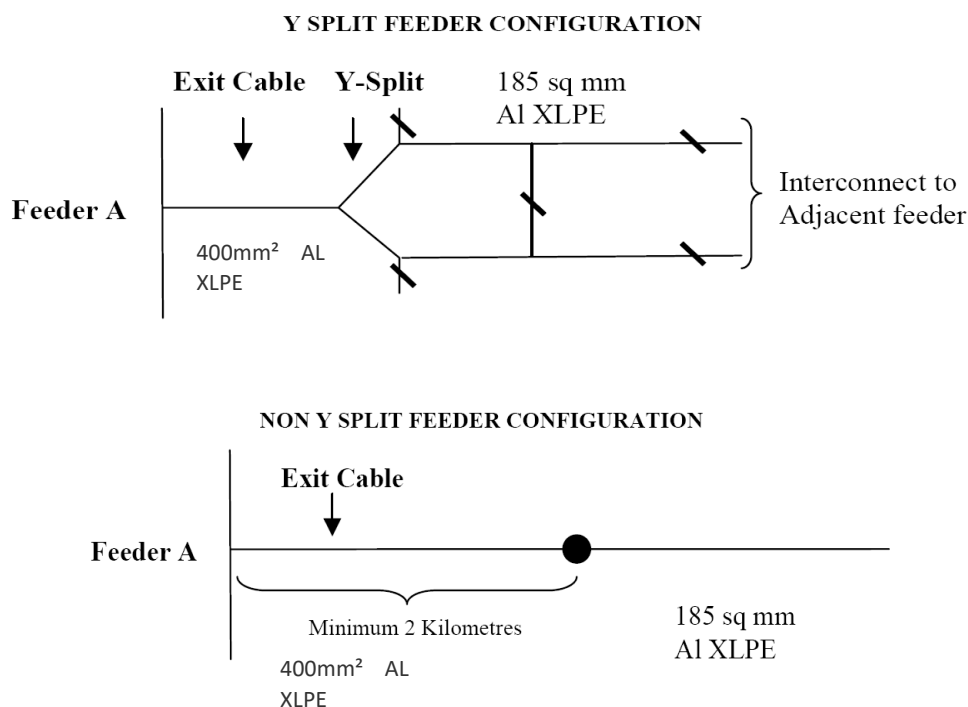 Y SPLIT FEEDER CONFIGURATION
Exit Cable
Y-Split
185 sq mm
Al XLPE
Feeder A
400mm² AL
XLPE
Interconnect to
Adjacent feeder
NON Y SPLIT FEEDER CONFIGURATION
Exit Cable
Feeder A
Minimum 2 Kilometres
400mm² AL
XLPE
185 sq mm
Al XLPE